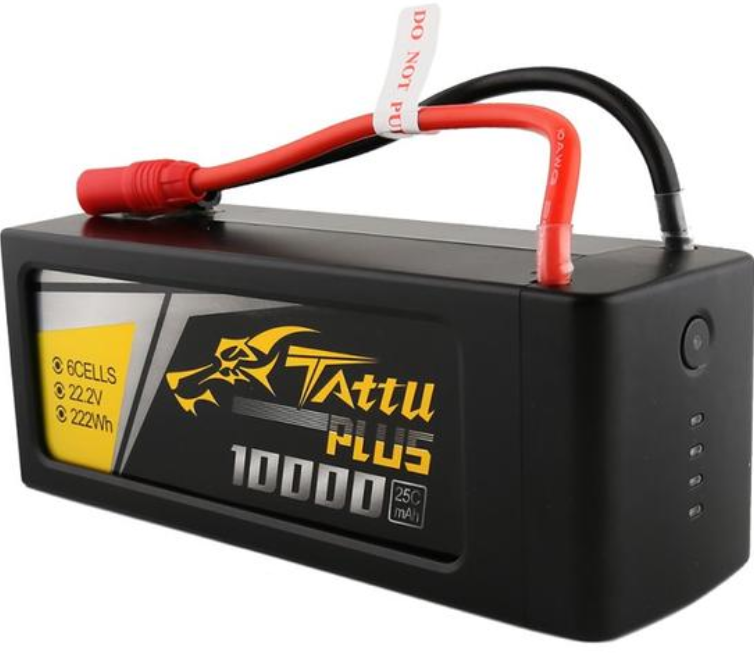 DO NOT PU
6CELLS
22.2V
222Wh
TATTU
PLUS
10000
25C
mAh